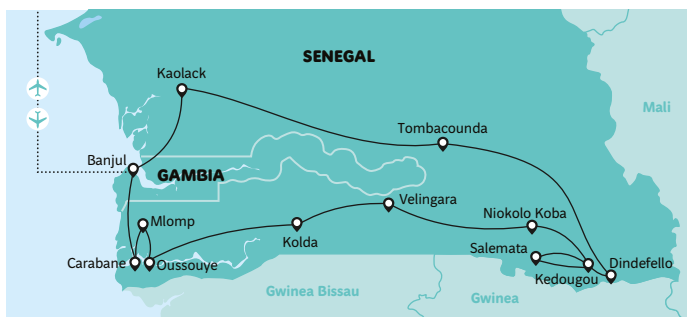 SENEGAL
Kaolack
Mali
Tombacounda
Banjul
GAMBIA
Velingara
Mlomp
Niokolo Koba
Kolda
Salemata
Carabane
Oussouye
Dindefello
Kedougou
Gwinea Bissau
Gwinea